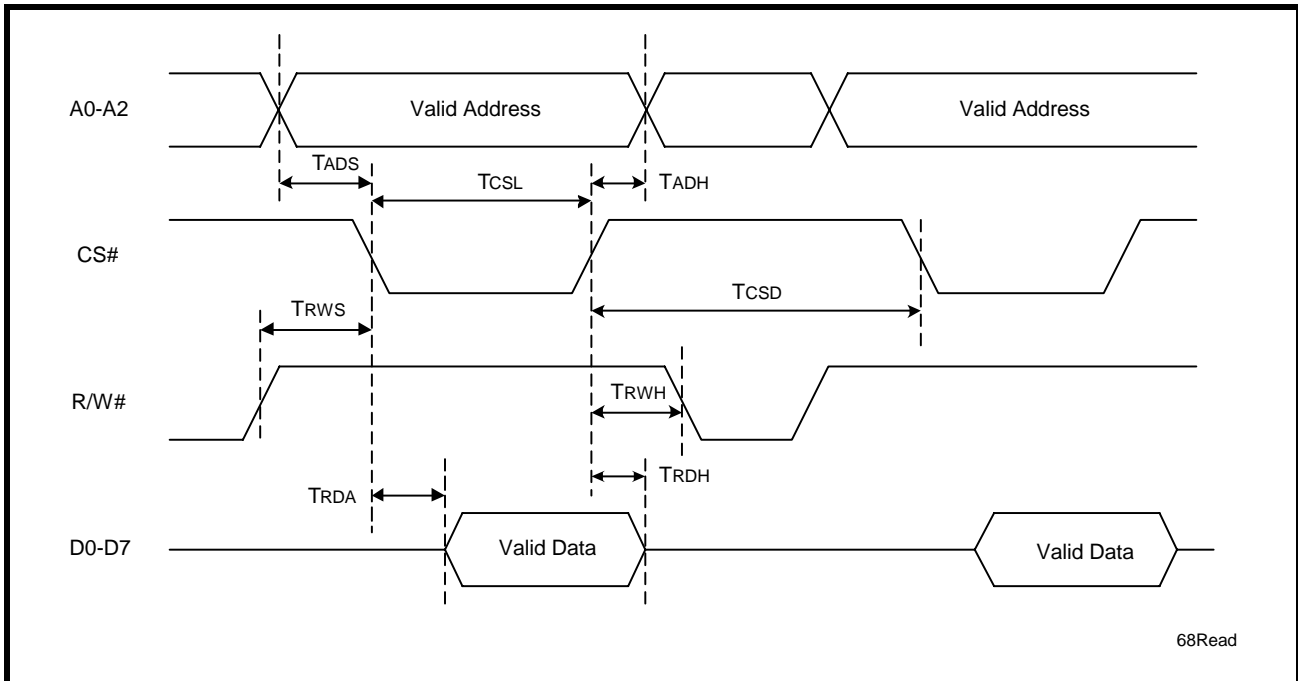 A0-A2
Valid Address
Valid Address
TADS
TCSL
TADH
CS#
TCSD
TRWS
R/W#
TRWH
TRDH
TRDA
D0-D7
Valid Data
Valid Data
68Read